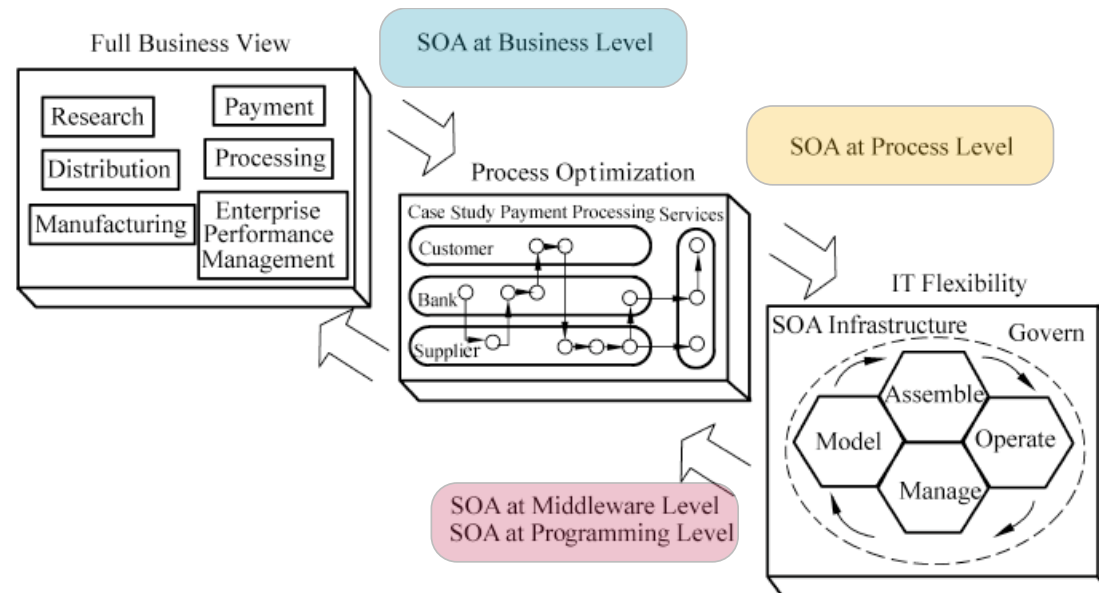 Full Business View
SOA at Business Level
Research
Payment
Distribution
Processing
Manufacturing
Enterprise
Performance
Management
SOA at Process Level
Process Optimization
Case Study Payment Processing Services
Customer
Bank
Supplier
IT Flexibility
SOA Infrastructure
Govern
Assemble
Model
Operate
Manage
SOA at Middleware Level
SOA at Programming Level